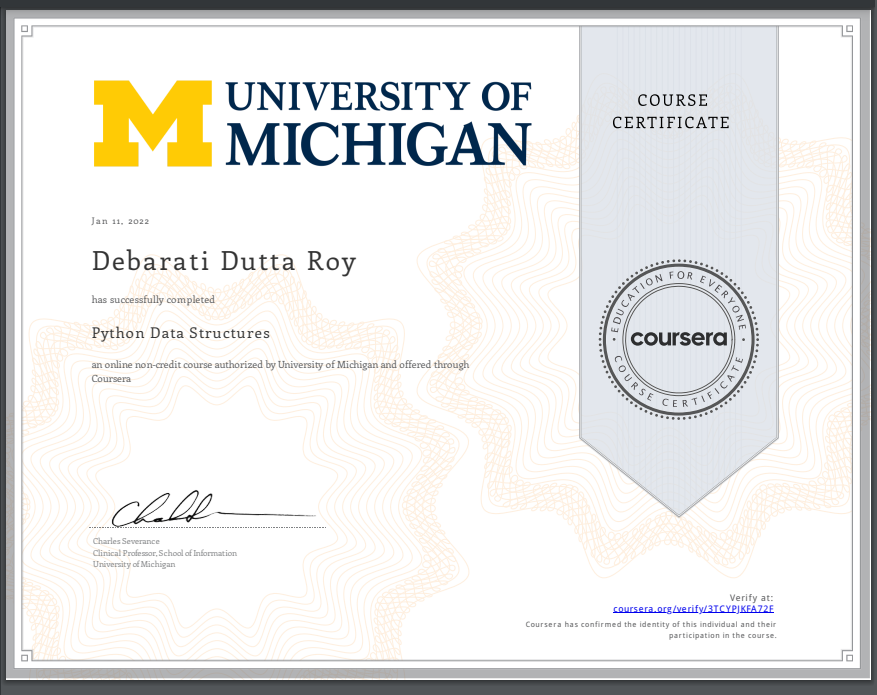 M
UNIVERSITY OF
MICHIGAN
COURSE
CERTIFICATE
Jan 11, 2022
Debarati Dutta Roy
has successfully completed
Python Data Structures
an online non-credit course authorized by University of Michigan and offered through
Coursera
EDUCATION FOR EVERYONE
coursera
COURSE CERTIFICATE
Charles Severance
Clinical Professor, School of Information
University of Michigan
Verify at:
coursera.org/verify/3TCYPJKFA72F
Coursera has confirmed the identity of this individual and their
participation in the course.